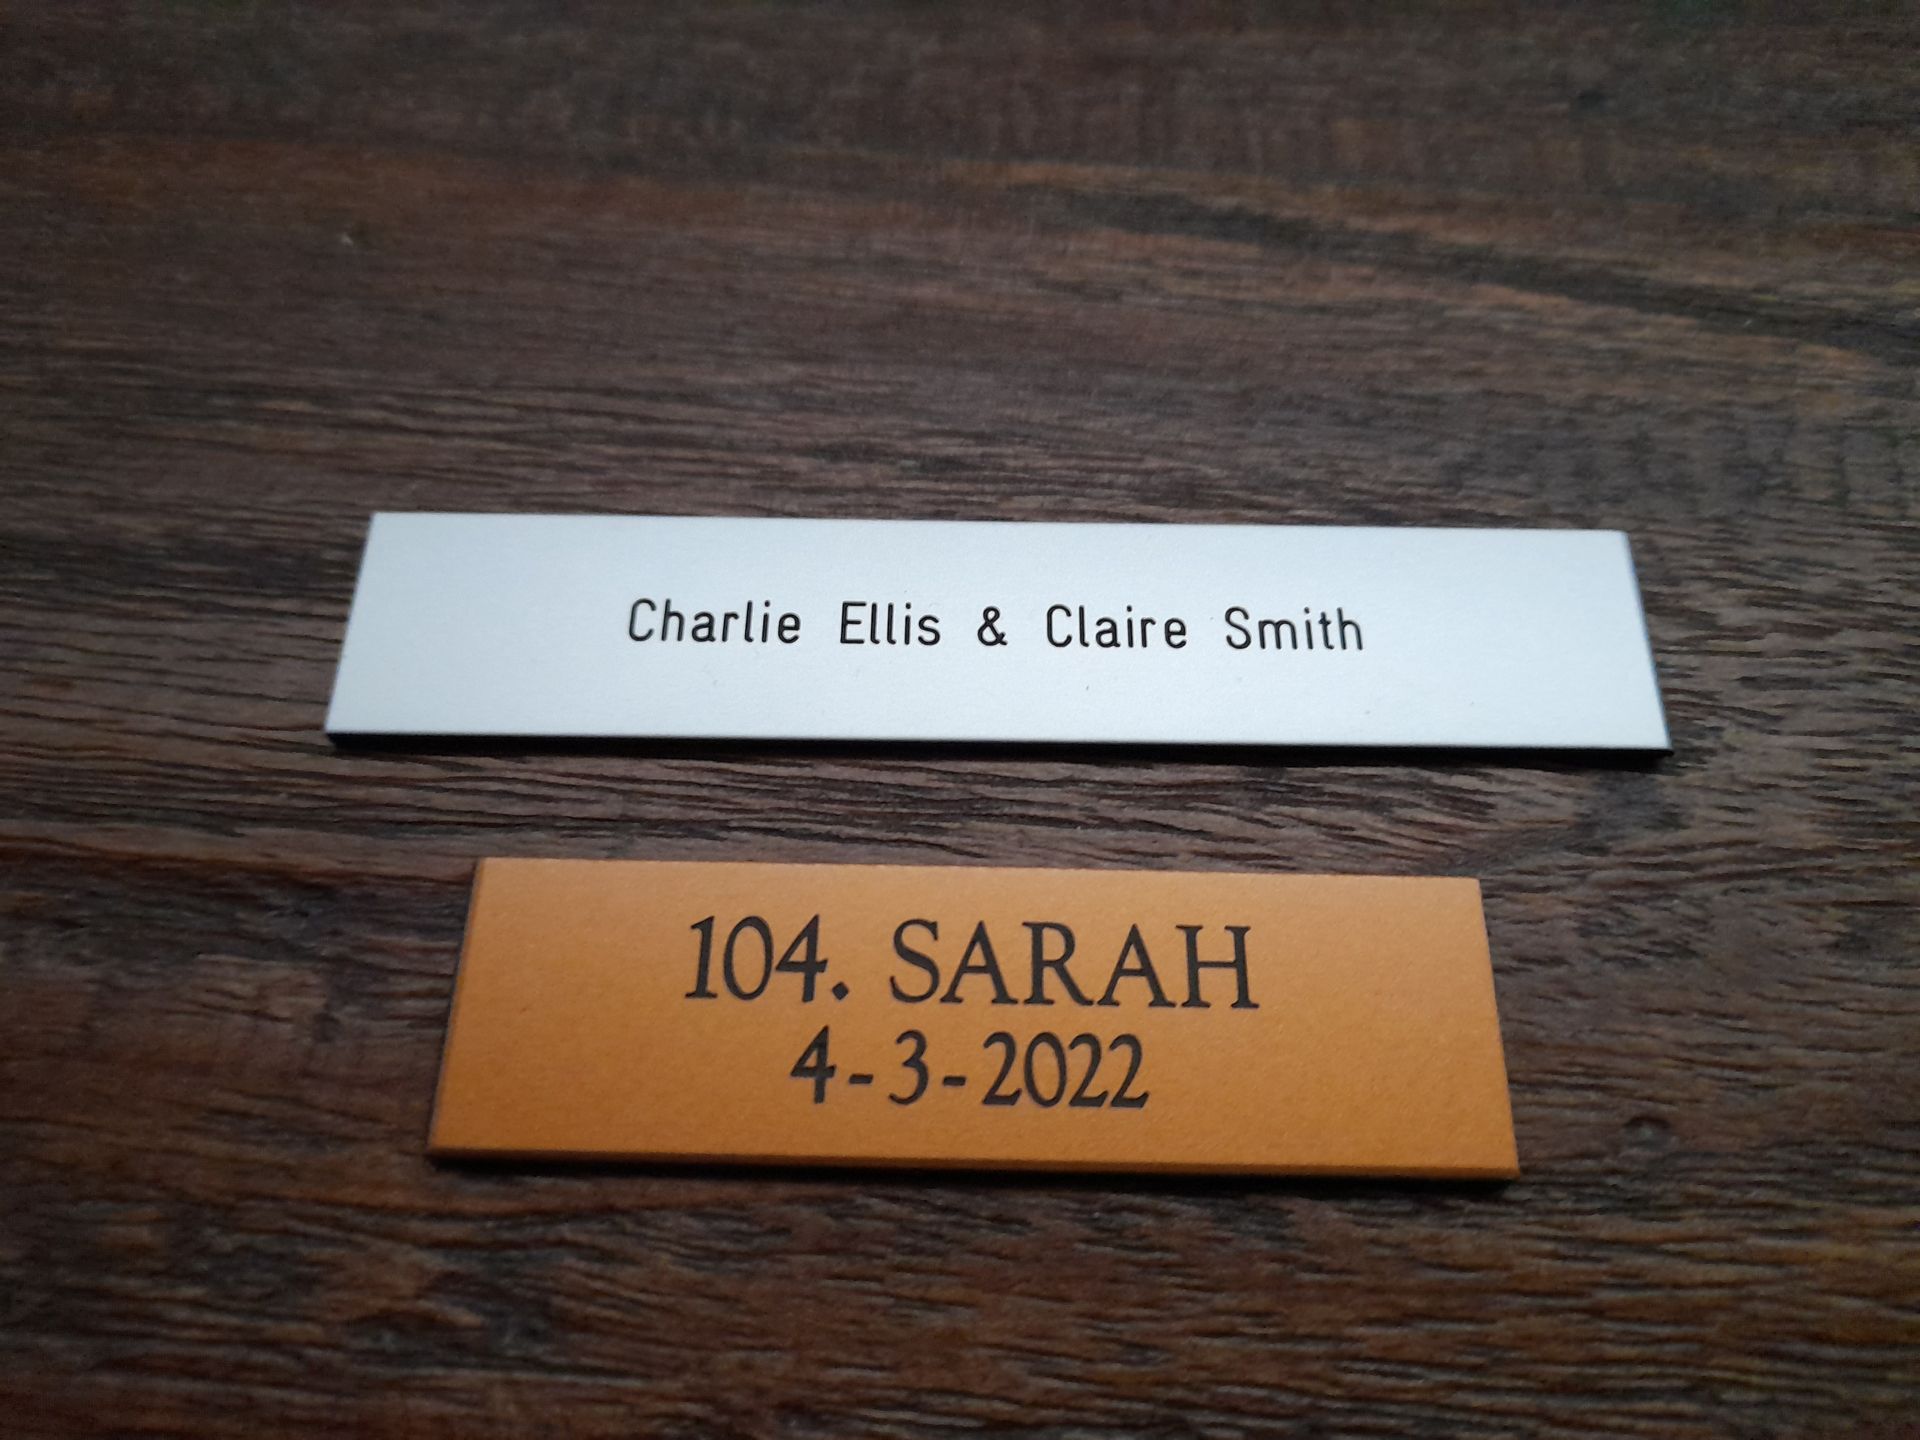 Charlie Ellis & Claire Smith
104. SARAH
4-3-2022